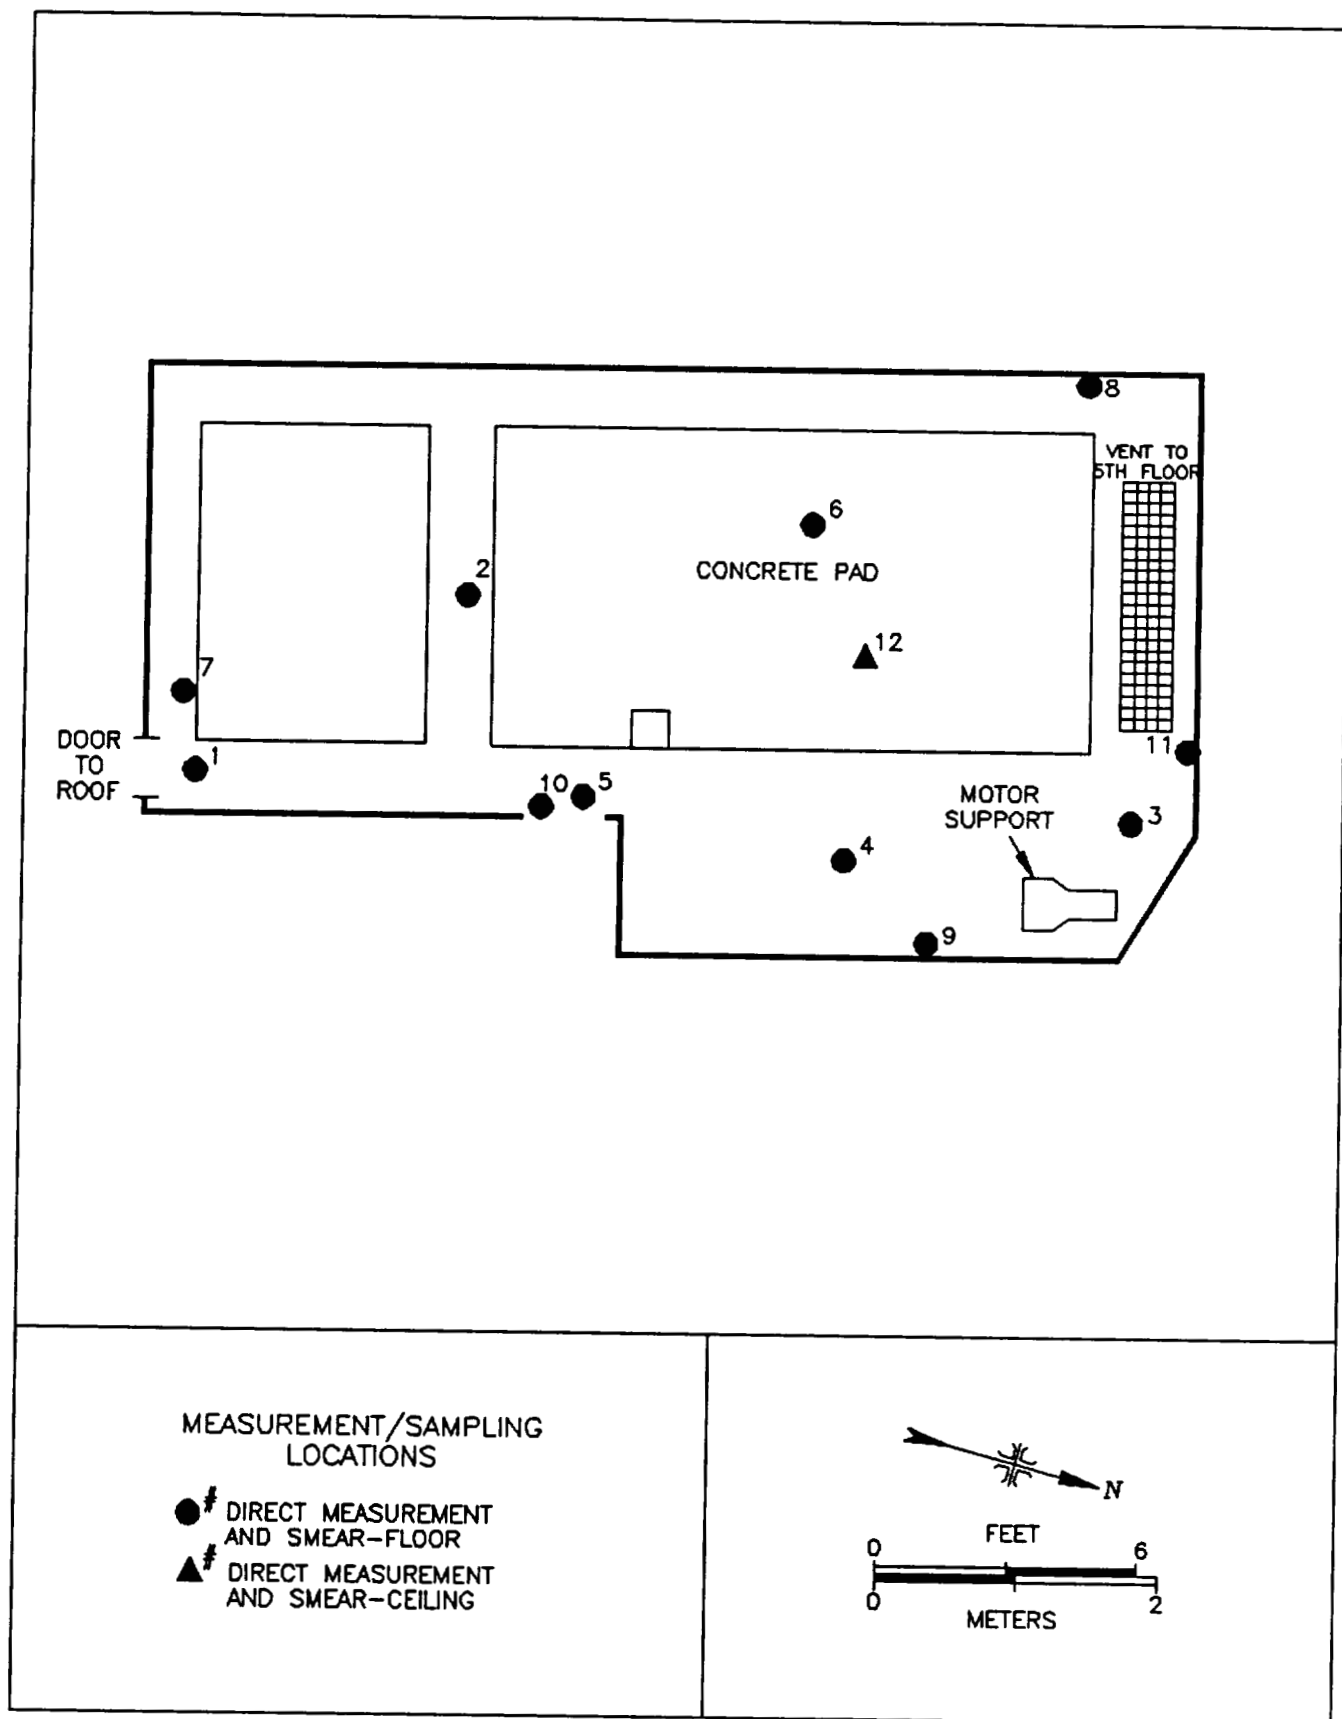 8
VENT TO
5TH FLOOR
6
CONCRETE PAD
2
12
7
DOOR
TO
ROOF
1
10
5
11
MOTOR
SUPPORT
3
4
9
MEASUREMENT/SAMPLING
LOCATIONS
# DIRECT MEASUREMENT
AND SMEAR-FLOOR
# DIRECT MEASUREMENT
AND SMEAR-CEILING
N
FEET
0 6
0 2
METERS